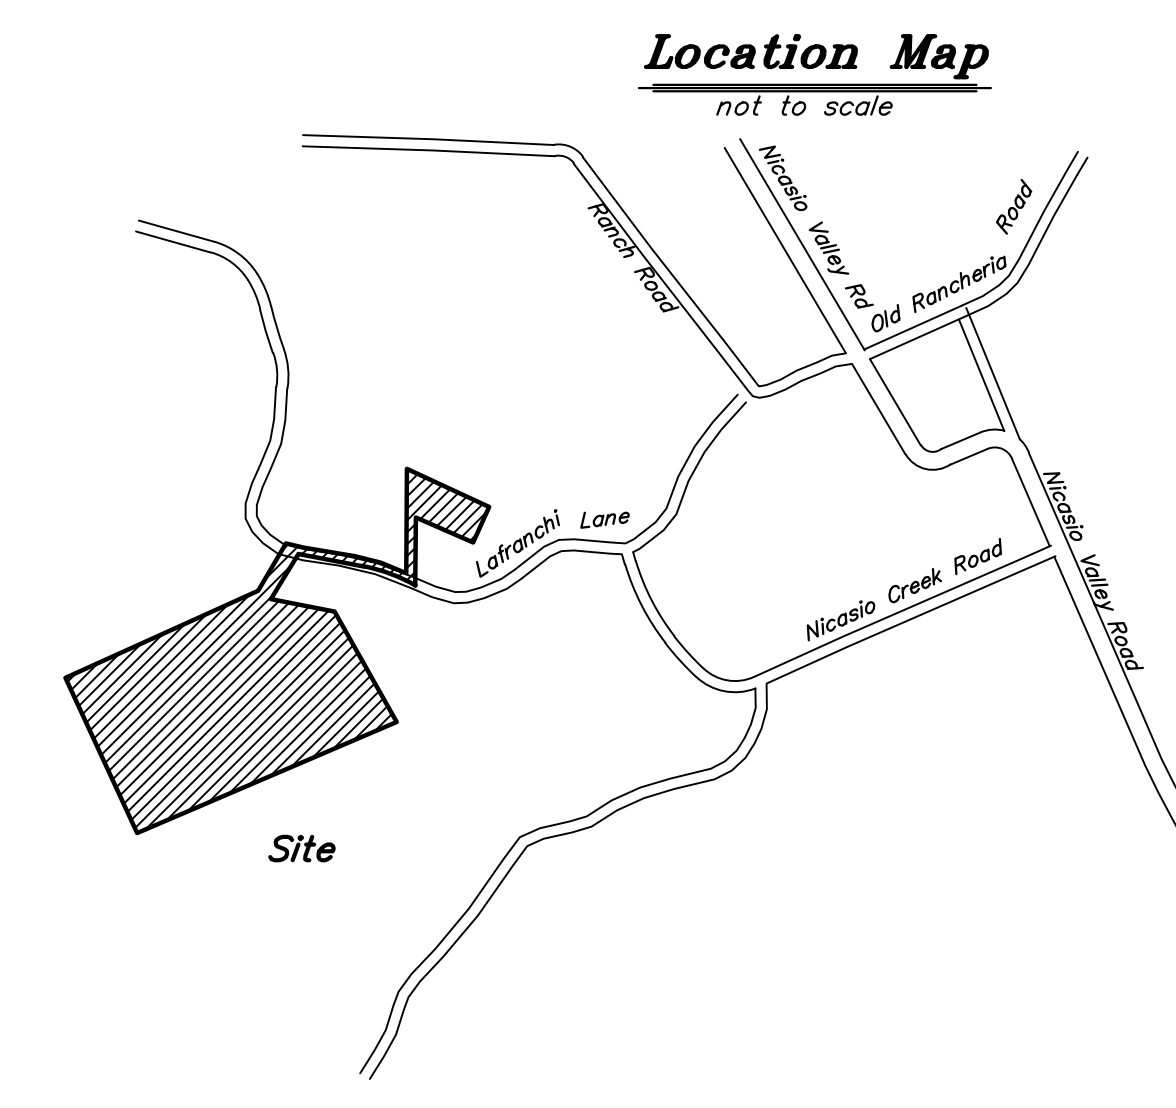 Location Map
not to scale
Nicasio Valley Rd
Road
Ranch Road
Old Rancheria
Lafranchi Lane
Nicasio Valley Road
Nicasio Creek Road
Site